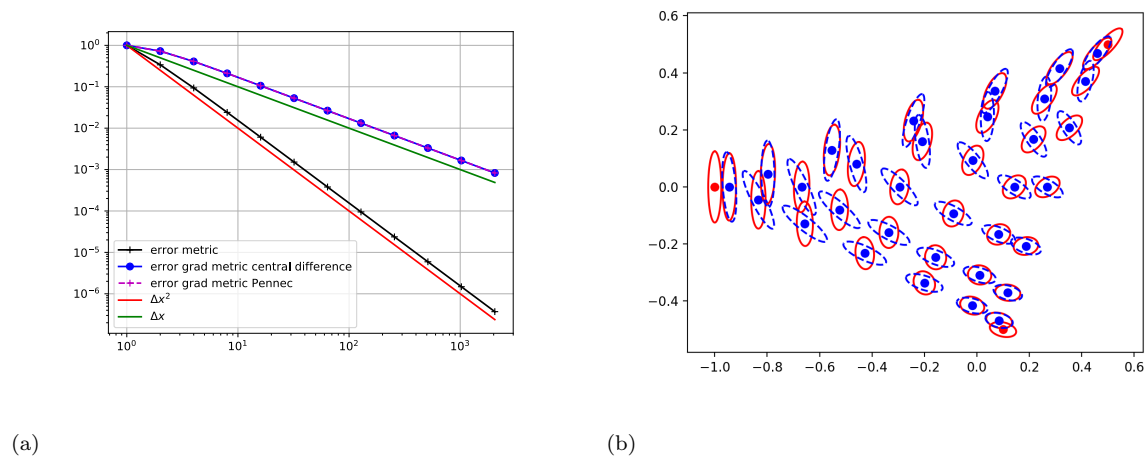 10^0
10^{-1}
10^{-2}
10^{-3}
10^{-4}
10^{-5}
10^{-6}
error metric
error grad metric central difference
error grad metric Pennec
Δx^2
Δx
10^0 10^1 10^2 10^3
(a)
0.6
0.4
0.2
0.0
−0.2
−0.4
−1.0 −0.8 −0.6 −0.4 −0.2 0.0 0.2 0.4 0.6
(b)